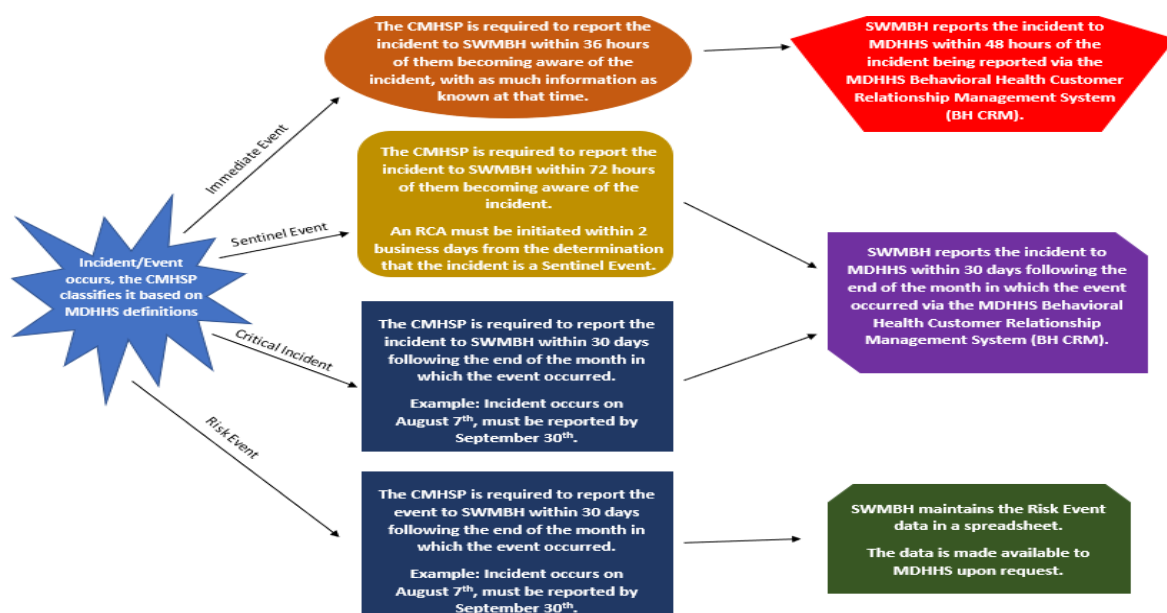 Incident/Event
occurs, the CMHSP
classifies it based on
MDHHS definitions
Immediate Event
The CMHSP is required to report the
incident to SWMBH within 36 hours
of them becoming aware of the
incident, with as much information as
known at that time.
SWMBH reports the incident to
MDHHS within 48 hours of the
incident being reported via the
MDHHS Behavioral Health Customer
Relationship Management System
(BH CRM).
Sentinel Event
The CMHSP is required to report the
incident to SWMBH within 72 hours
of them becoming aware of the
incident.
An RCA must be initiated within 2
business days from the determination
that the incident is a Sentinel Event.
Critical Incident
The CMHSP is required to report the
incident to SWMBH within 30 days
following the end of the month in
which the event occurred.
Example: Incident occurs on
August 7th, must be reported by
September 30th.
SWMBH reports the incident to
MDHHS within 30 days following the
end of the month in which the event
occurred via the MDHHS Behavioral
Health Customer Relationship
Management System (BH CRM).
Risk Event
The CMHSP is required to report the
event to SWMBH within 30 days
following the end of the month in
which the event occurred.
Example: Incident occurs on
August 7th, must be reported by
September 30th.
SWMBH maintains the Risk Event
data in a spreadsheet.
The data is made available to
MDHHS upon request.